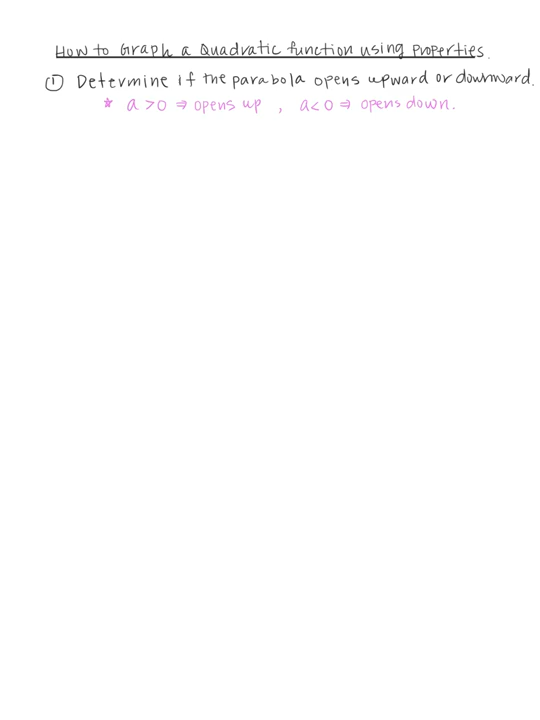 How to Graph a Quadratic function using Properties.
① Determine if the parabola opens upward or downward.
* a > 0 ⇒ opens up , a < 0 ⇒ opens down.